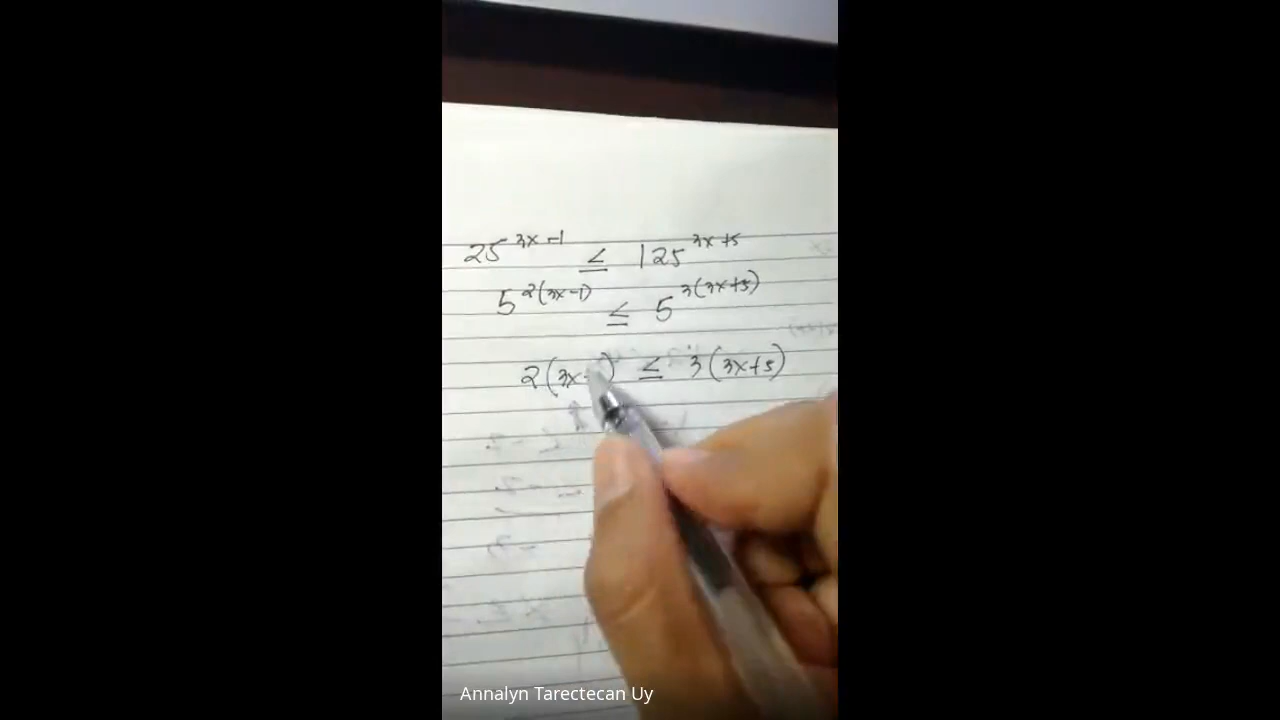 25^(3x-1) ≤ 125^(3x+5)
5^(2(3x-1)) ≤ 5^(3(3x+5))
2(3x- ) ≤ 3(3x+5)
Annalyn Tarectecan Uy